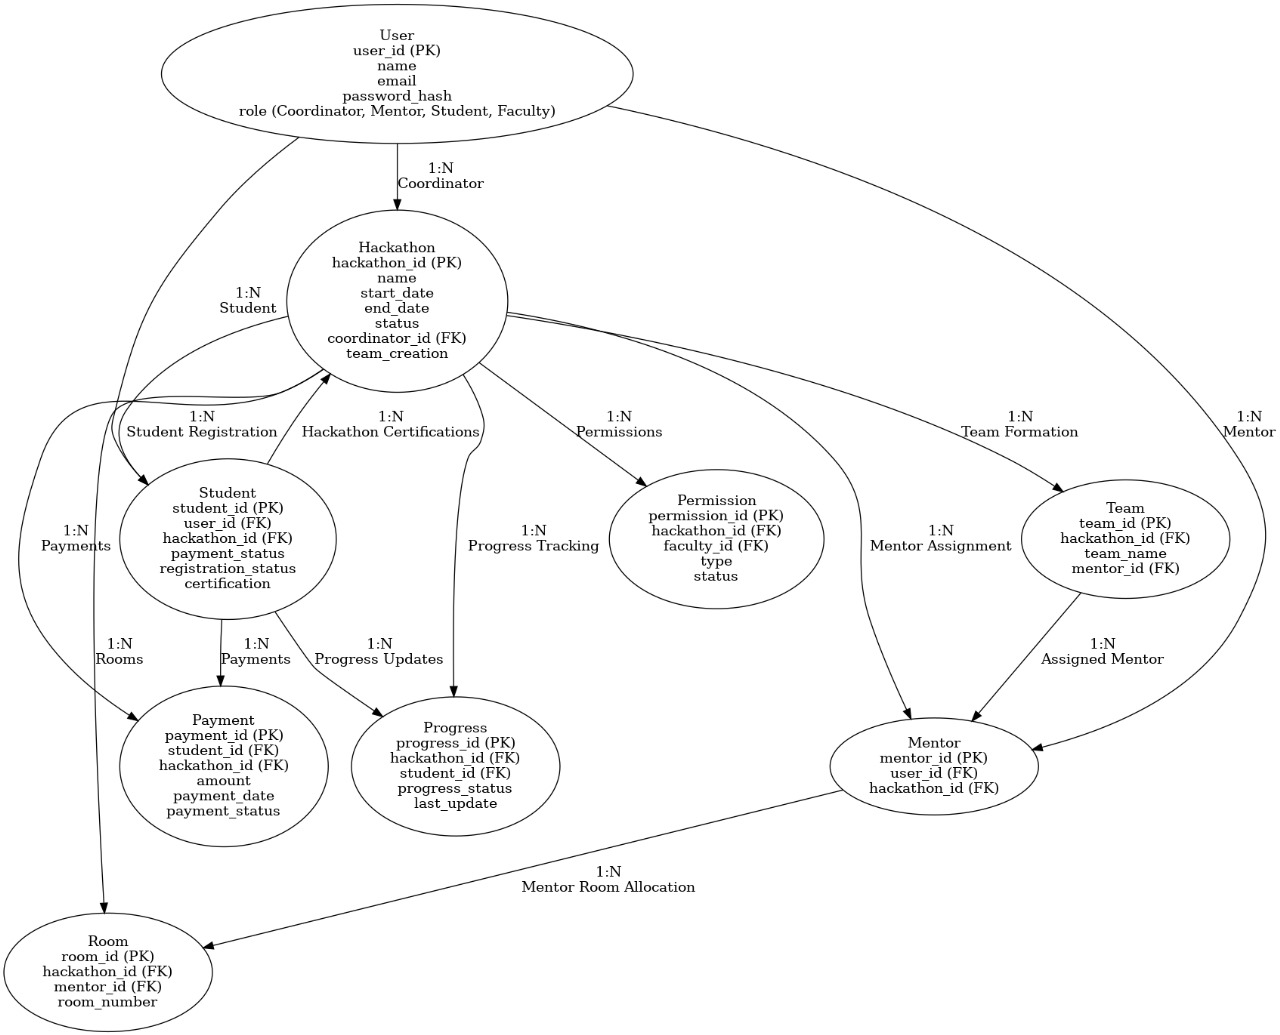 User
user_id (PK)
name
email
password_hash
role (Coordinator, Mentor, Student, Faculty)
1:N
Coordinator
Hackathon
hackathon_id (PK)
name
start_date
end_date
status
coordinator_id (FK)
team_creation
1:N
Student
1:N
Student Registration
1:N
Hackathon Certifications
1:N
Permissions
1:N
Team Formation
1:N
Mentor
Student
student_id (PK)
user_id (FK)
hackathon_id (FK)
payment_status
registration_status
certification
Permission
permission_id (PK)
hackathon_id (FK)
faculty_id (FK)
type
status
Team
team_id (PK)
hackathon_id (FK)
team_name
mentor_id (FK)
1:N
Payments
1:N
Progress Tracking
1:N
Mentor Assignment
1:N
Rooms
1:N
Payments
1:N
Progress Updates
1:N
Assigned Mentor
Payment
payment_id (PK)
student_id (FK)
hackathon_id (FK)
amount
payment_date
payment_status
Progress
progress_id (PK)
hackathon_id (FK)
student_id (FK)
progress_status
last_update
Mentor
mentor_id (PK)
user_id (FK)
hackathon_id (FK)
1:N
Mentor Room Allocation
Room
room_id (PK)
hackathon_id (FK)
mentor_id (FK)
room_number